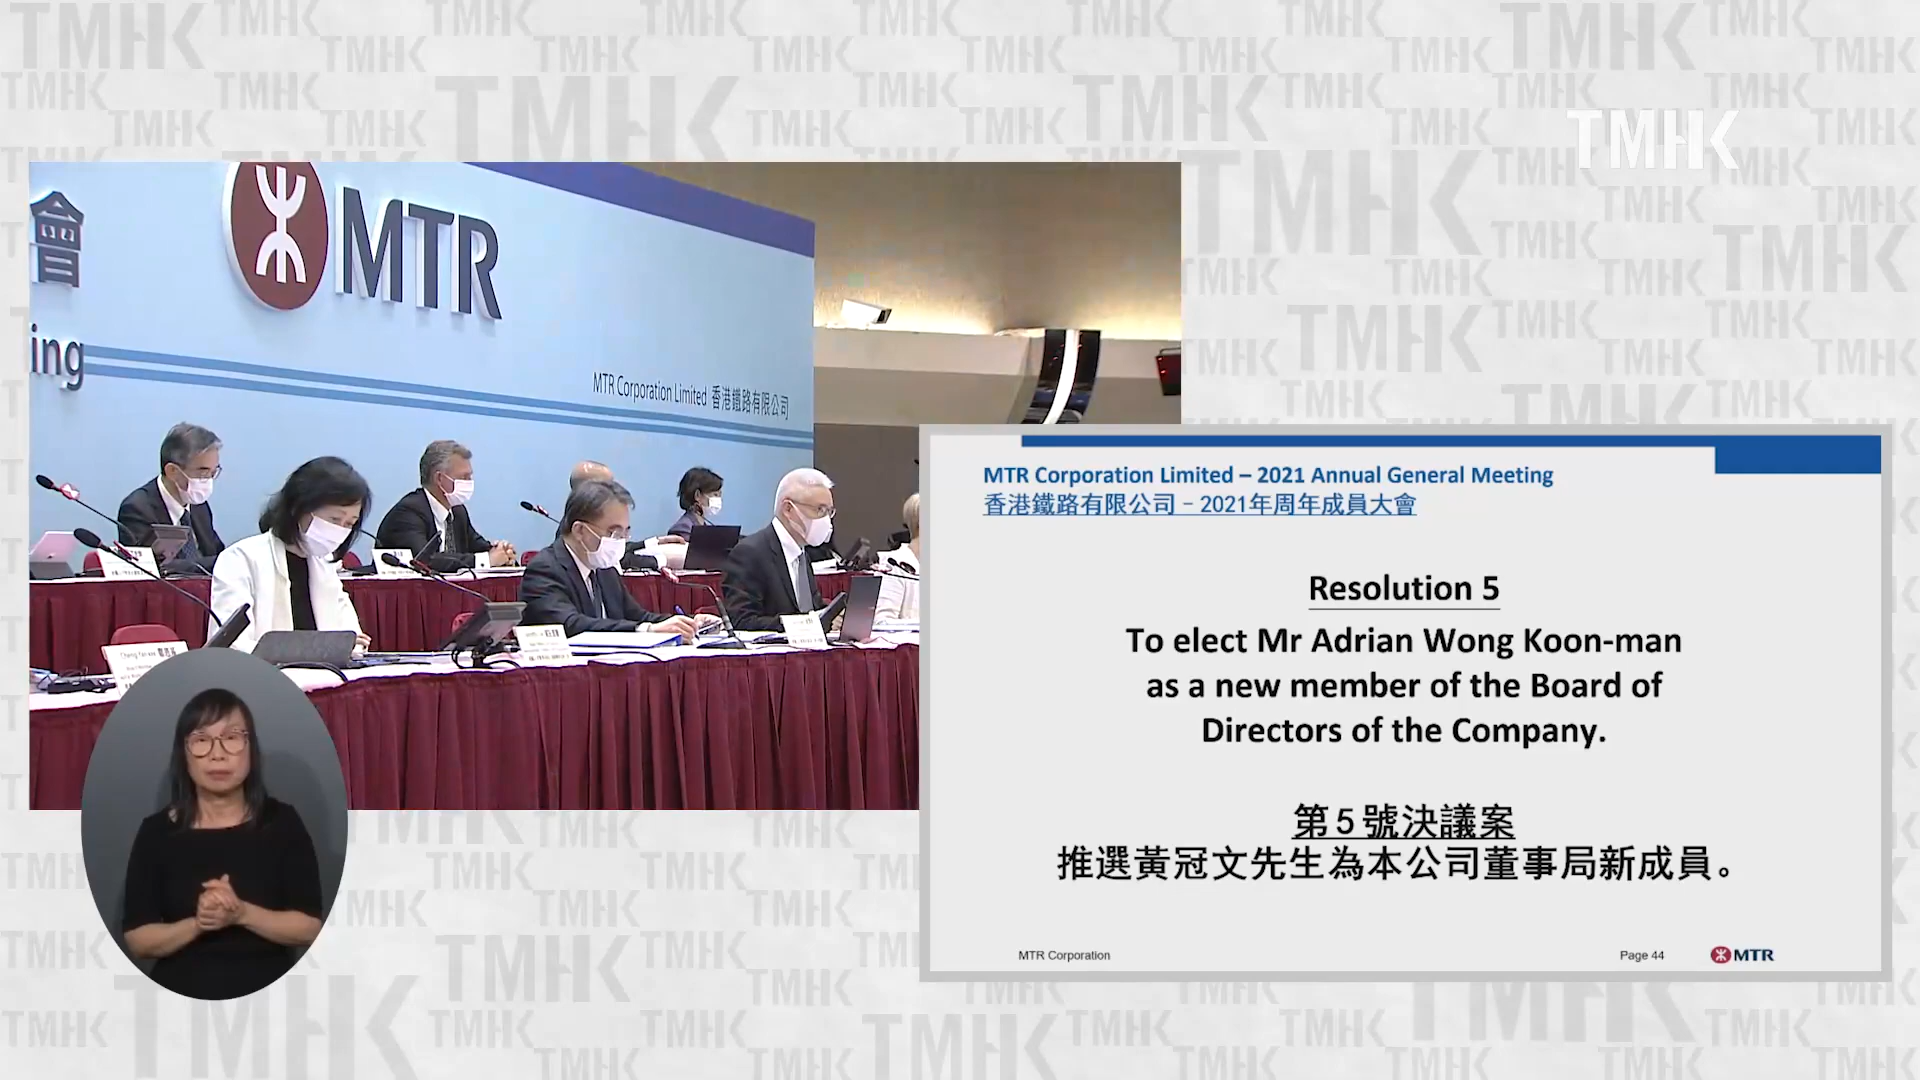 TMHK
會
ing
MTR
MTR Corporation Limited 香港鐵路有限公司
MTR Corporation Limited – 2021 Annual General Meeting
香港鐵路有限公司 – 2021年周年成員大會
Resolution 5
To elect Mr Adrian Wong Koon-man
as a new member of the Board of
Directors of the Company.
第5號決議案
推選黃冠文先生為本公司董事局新成員。
MTR Corporation
Page 44
MTR